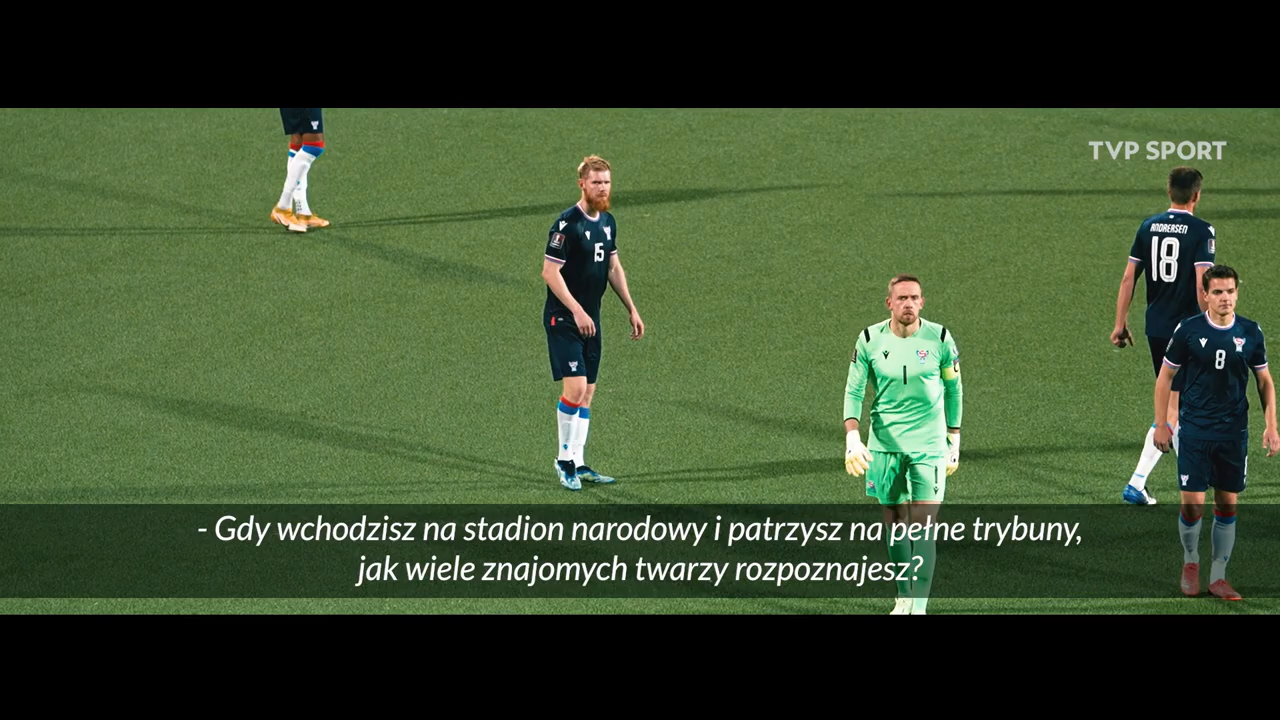 TVP SPORT
15
ANDREASEN
18
1
8
- Gdy wchodzisz na stadion narodowy i patrzysz na pełne trybuny,
jak wiele znajomych twarzy rozpoznajesz?